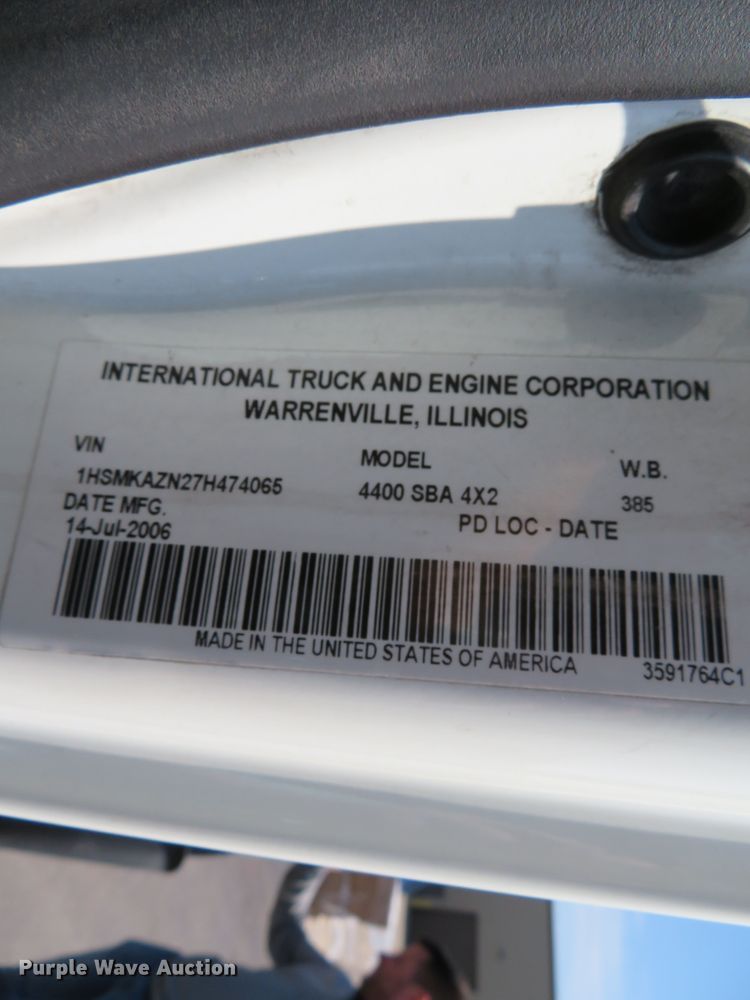 INTERNATIONAL TRUCK AND ENGINE CORPORATION
WARRENVILLE, ILLINOIS
VIN MODEL W.B.
1HSMKAZN27H474065 4400 SBA 4X2 385
DATE MFG. PD LOC - DATE
14-Jul-2006
MADE IN THE UNITED STATES OF AMERICA 3591764C1
Purple Wave Auction